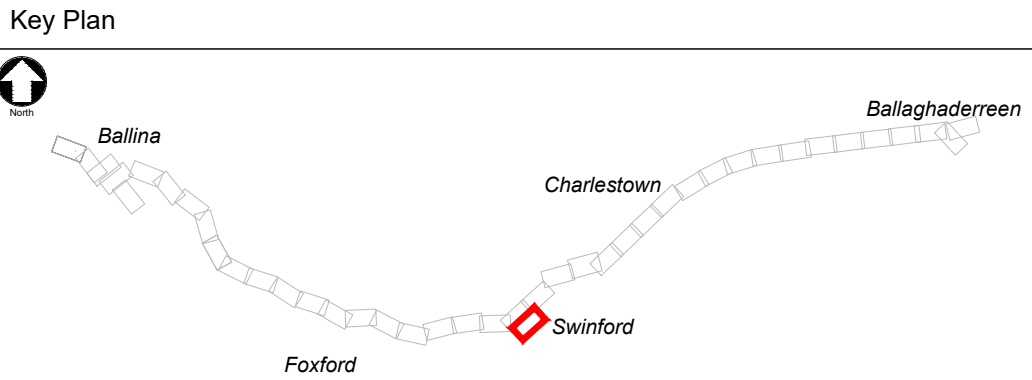 Key Plan
North
Ballina
Ballaghaderreen
Charlestown
Swinford
Foxford